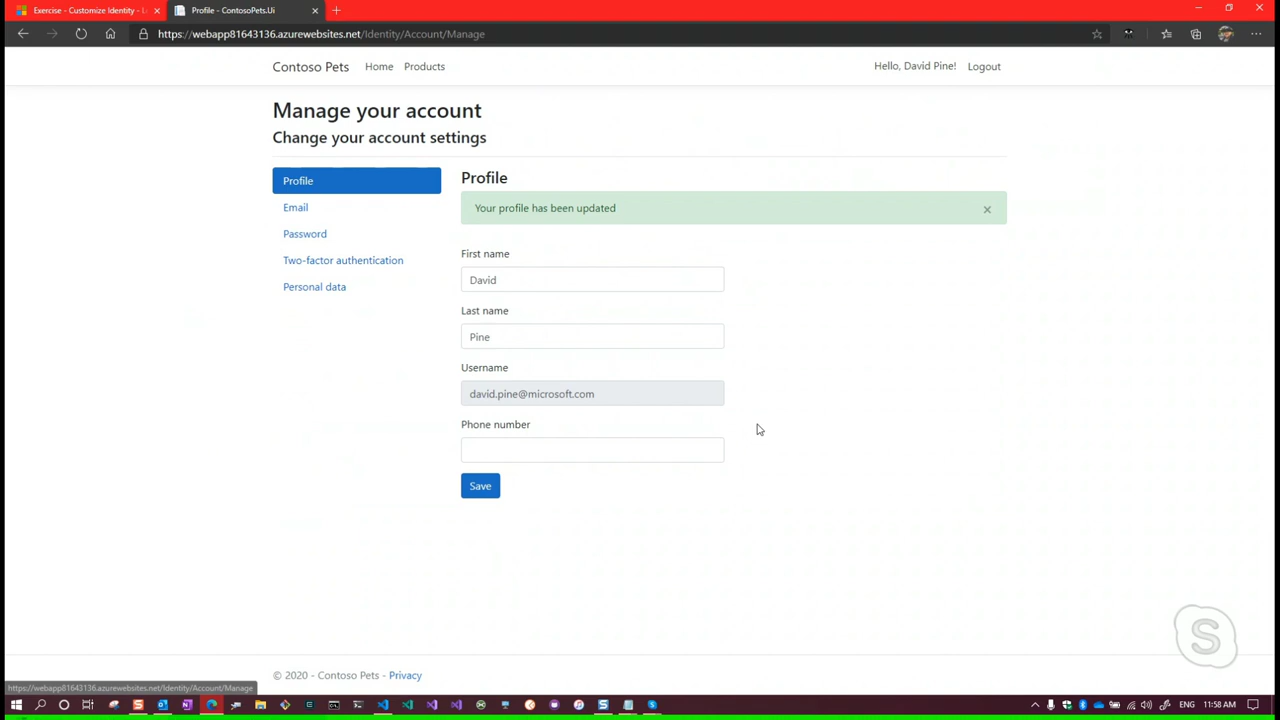 Exercise - Customize Identity - L
Profile - ContosoPets.Ui
https://webapp81643136.azurewebsites.net/Identity/Account/Manage
Contoso Pets Home Products Hello, David Pine! Logout
Manage your account
Change your account settings
Profile
Email
Password
Two-factor authentication
Personal data
Profile
Your profile has been updated ×
First name
David
Last name
Pine
Username
david.pine@microsoft.com
Phone number
Save
© 2020 - Contoso Pets - Privacy
https://webapp81643136.azurewebsites.net/Identity/Account/Manage
ENG 11:58 AM